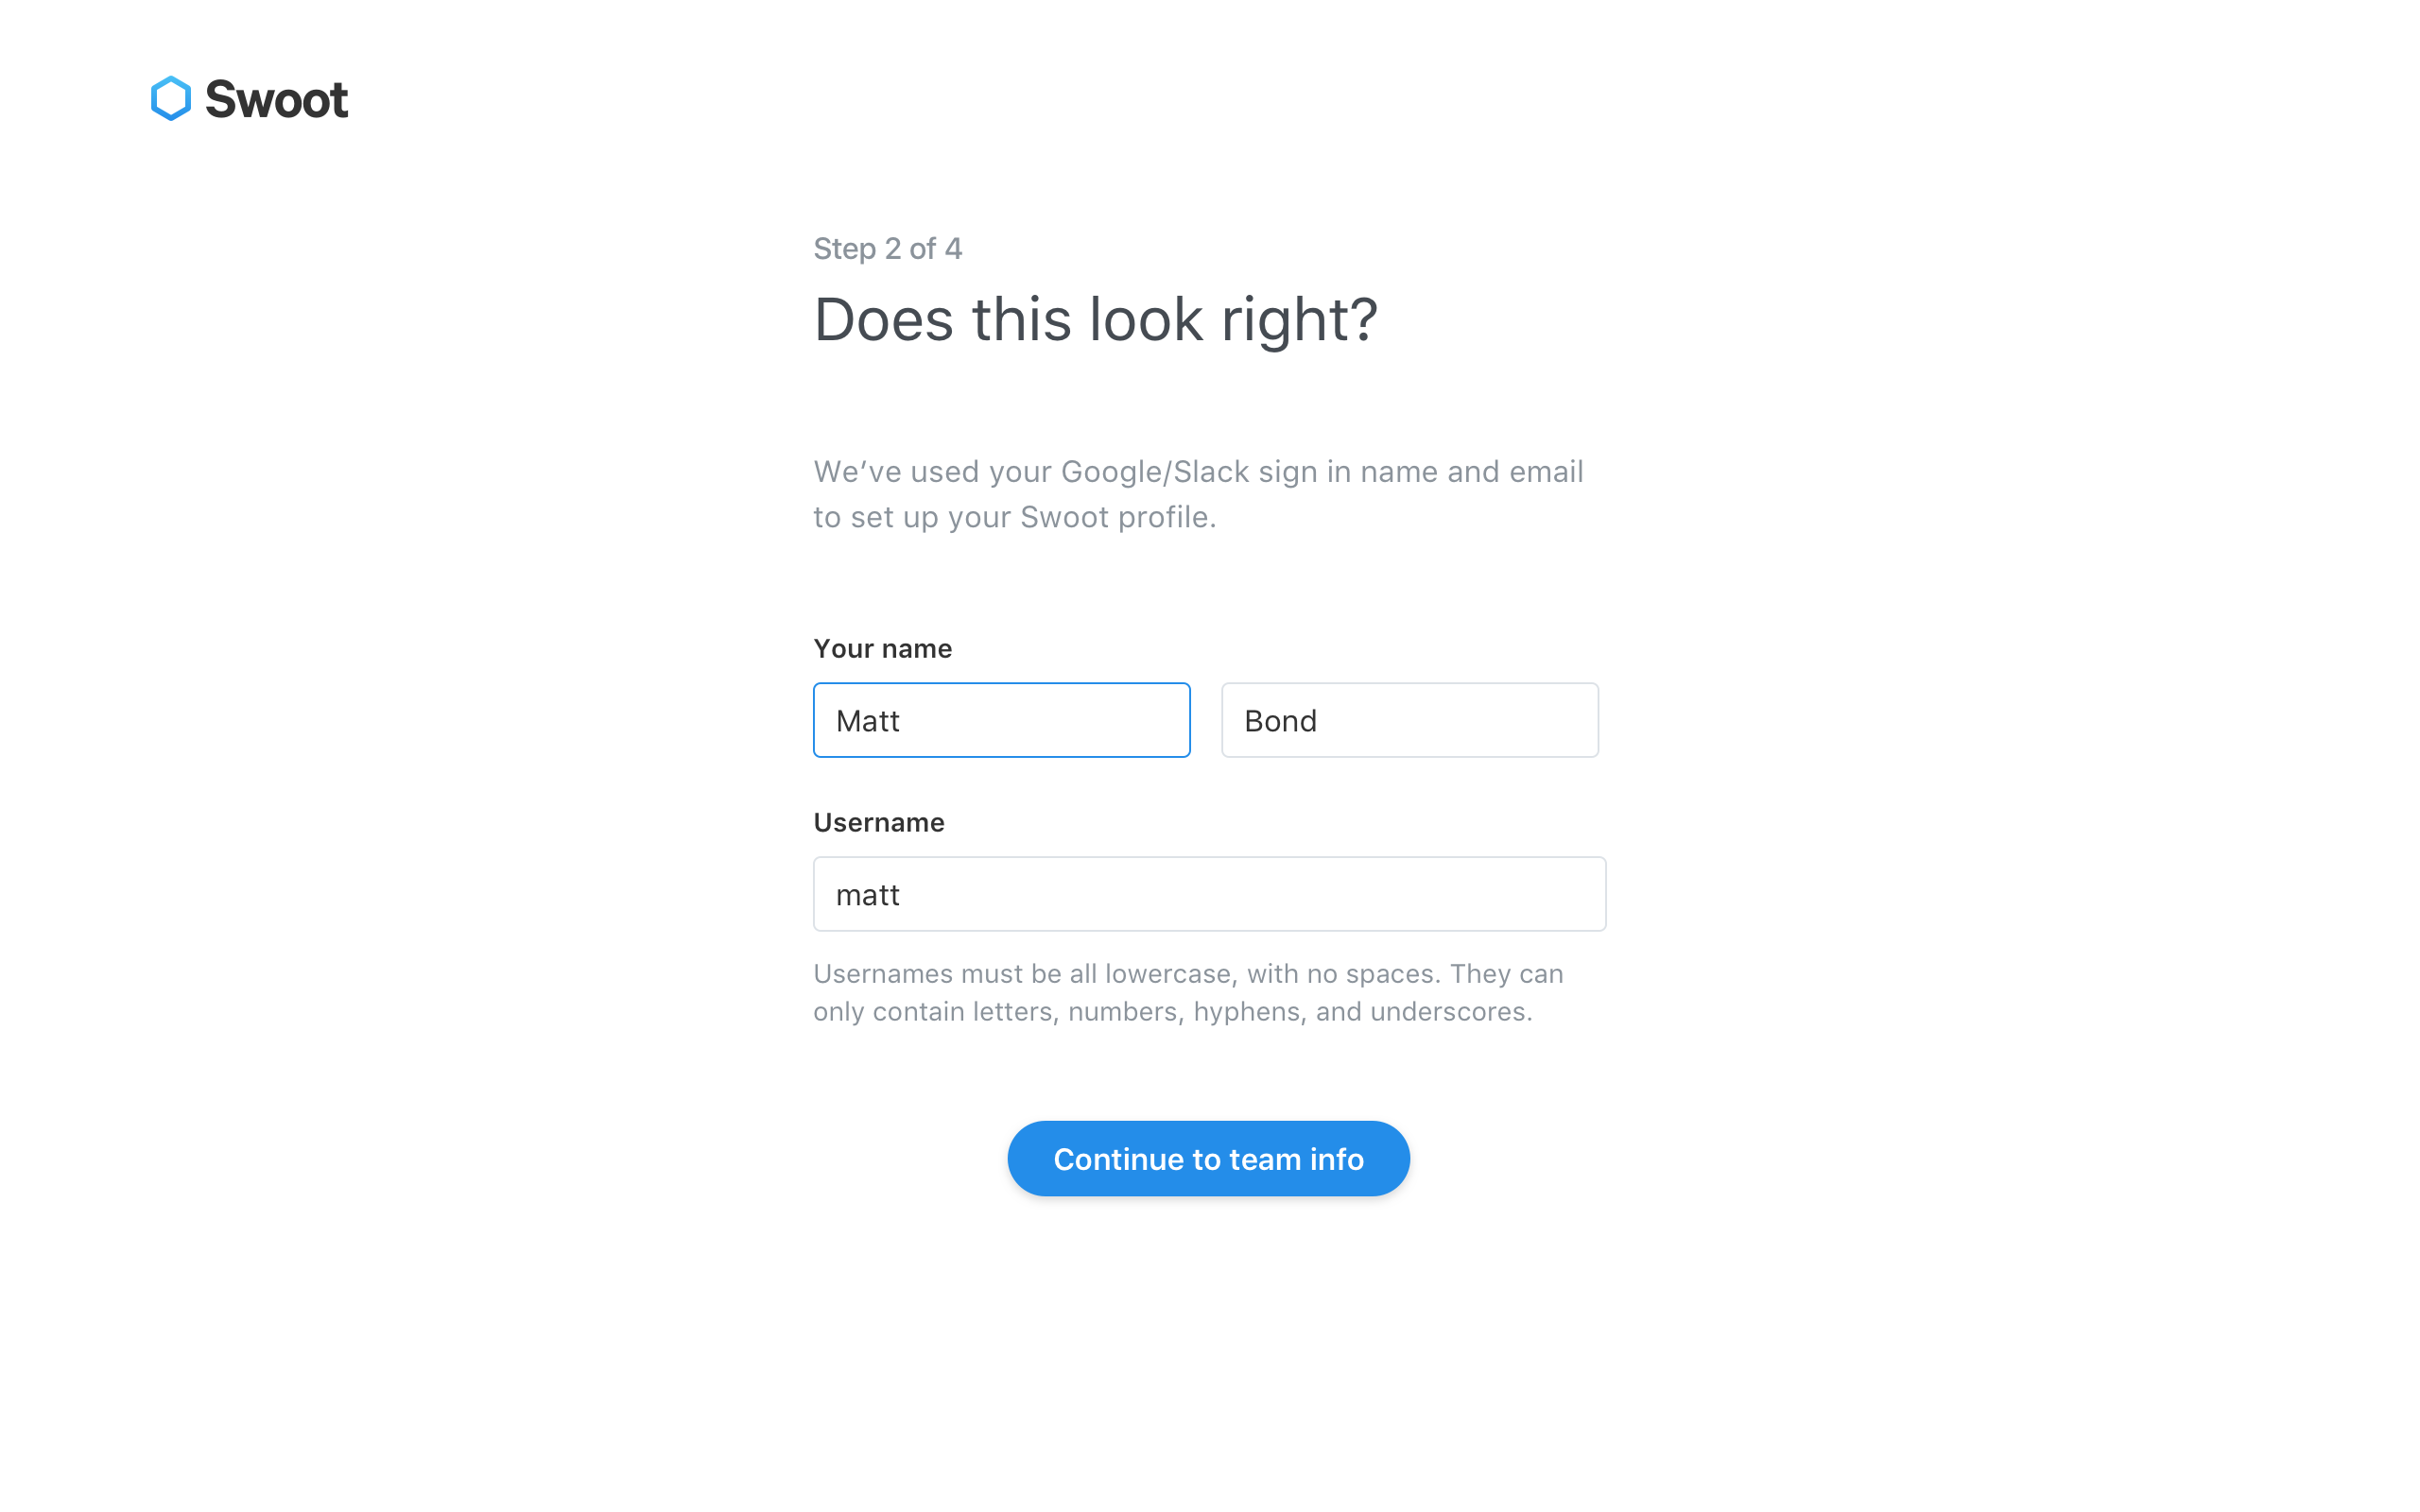 Swoot
Step 2 of 4
Does this look right?
We’ve used your Google/Slack sign in name and email
to set up your Swoot profile.
Your name
Matt
Bond
Username
matt
Usernames must be all lowercase, with no spaces. They can
only contain letters, numbers, hyphens, and underscores.
Continue to team info